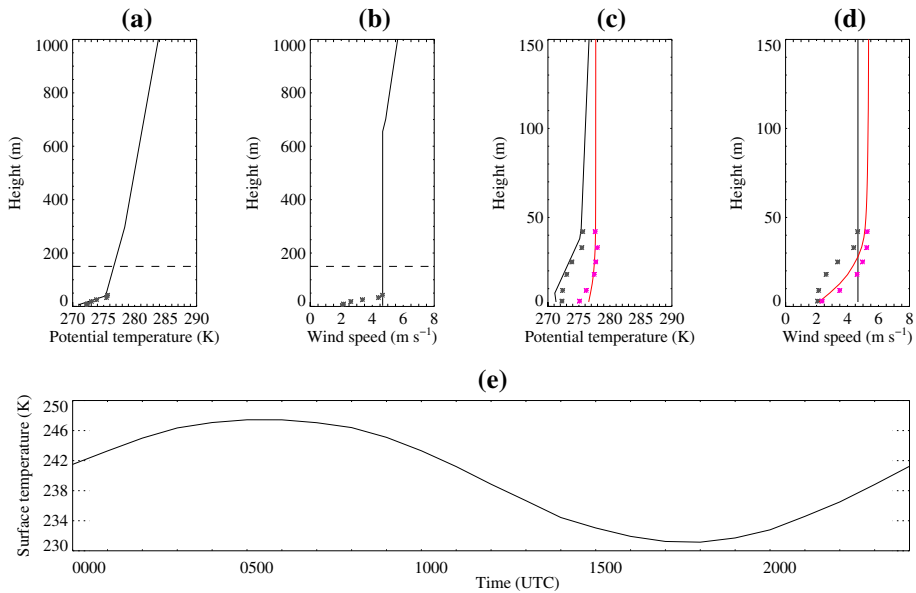 (a) (b) (c) (d)
1000 1000 150 150
800 800
100 100
600 600
Height (m) Height (m) Height (m) Height (m)
400 400
50 50
200 200
0 0 0 0
270 275 280 285 290 0 2 4 6 8 270 275 280 285 290 0 2 4 6 8
Potential temperature (K) Wind speed (m s⁻¹) Potential temperature (K) Wind speed (m s⁻¹)
(e)
Surface temperature (K)
250
246
242
238
234
230
0000 0500 1000 1500 2000
Time (UTC)